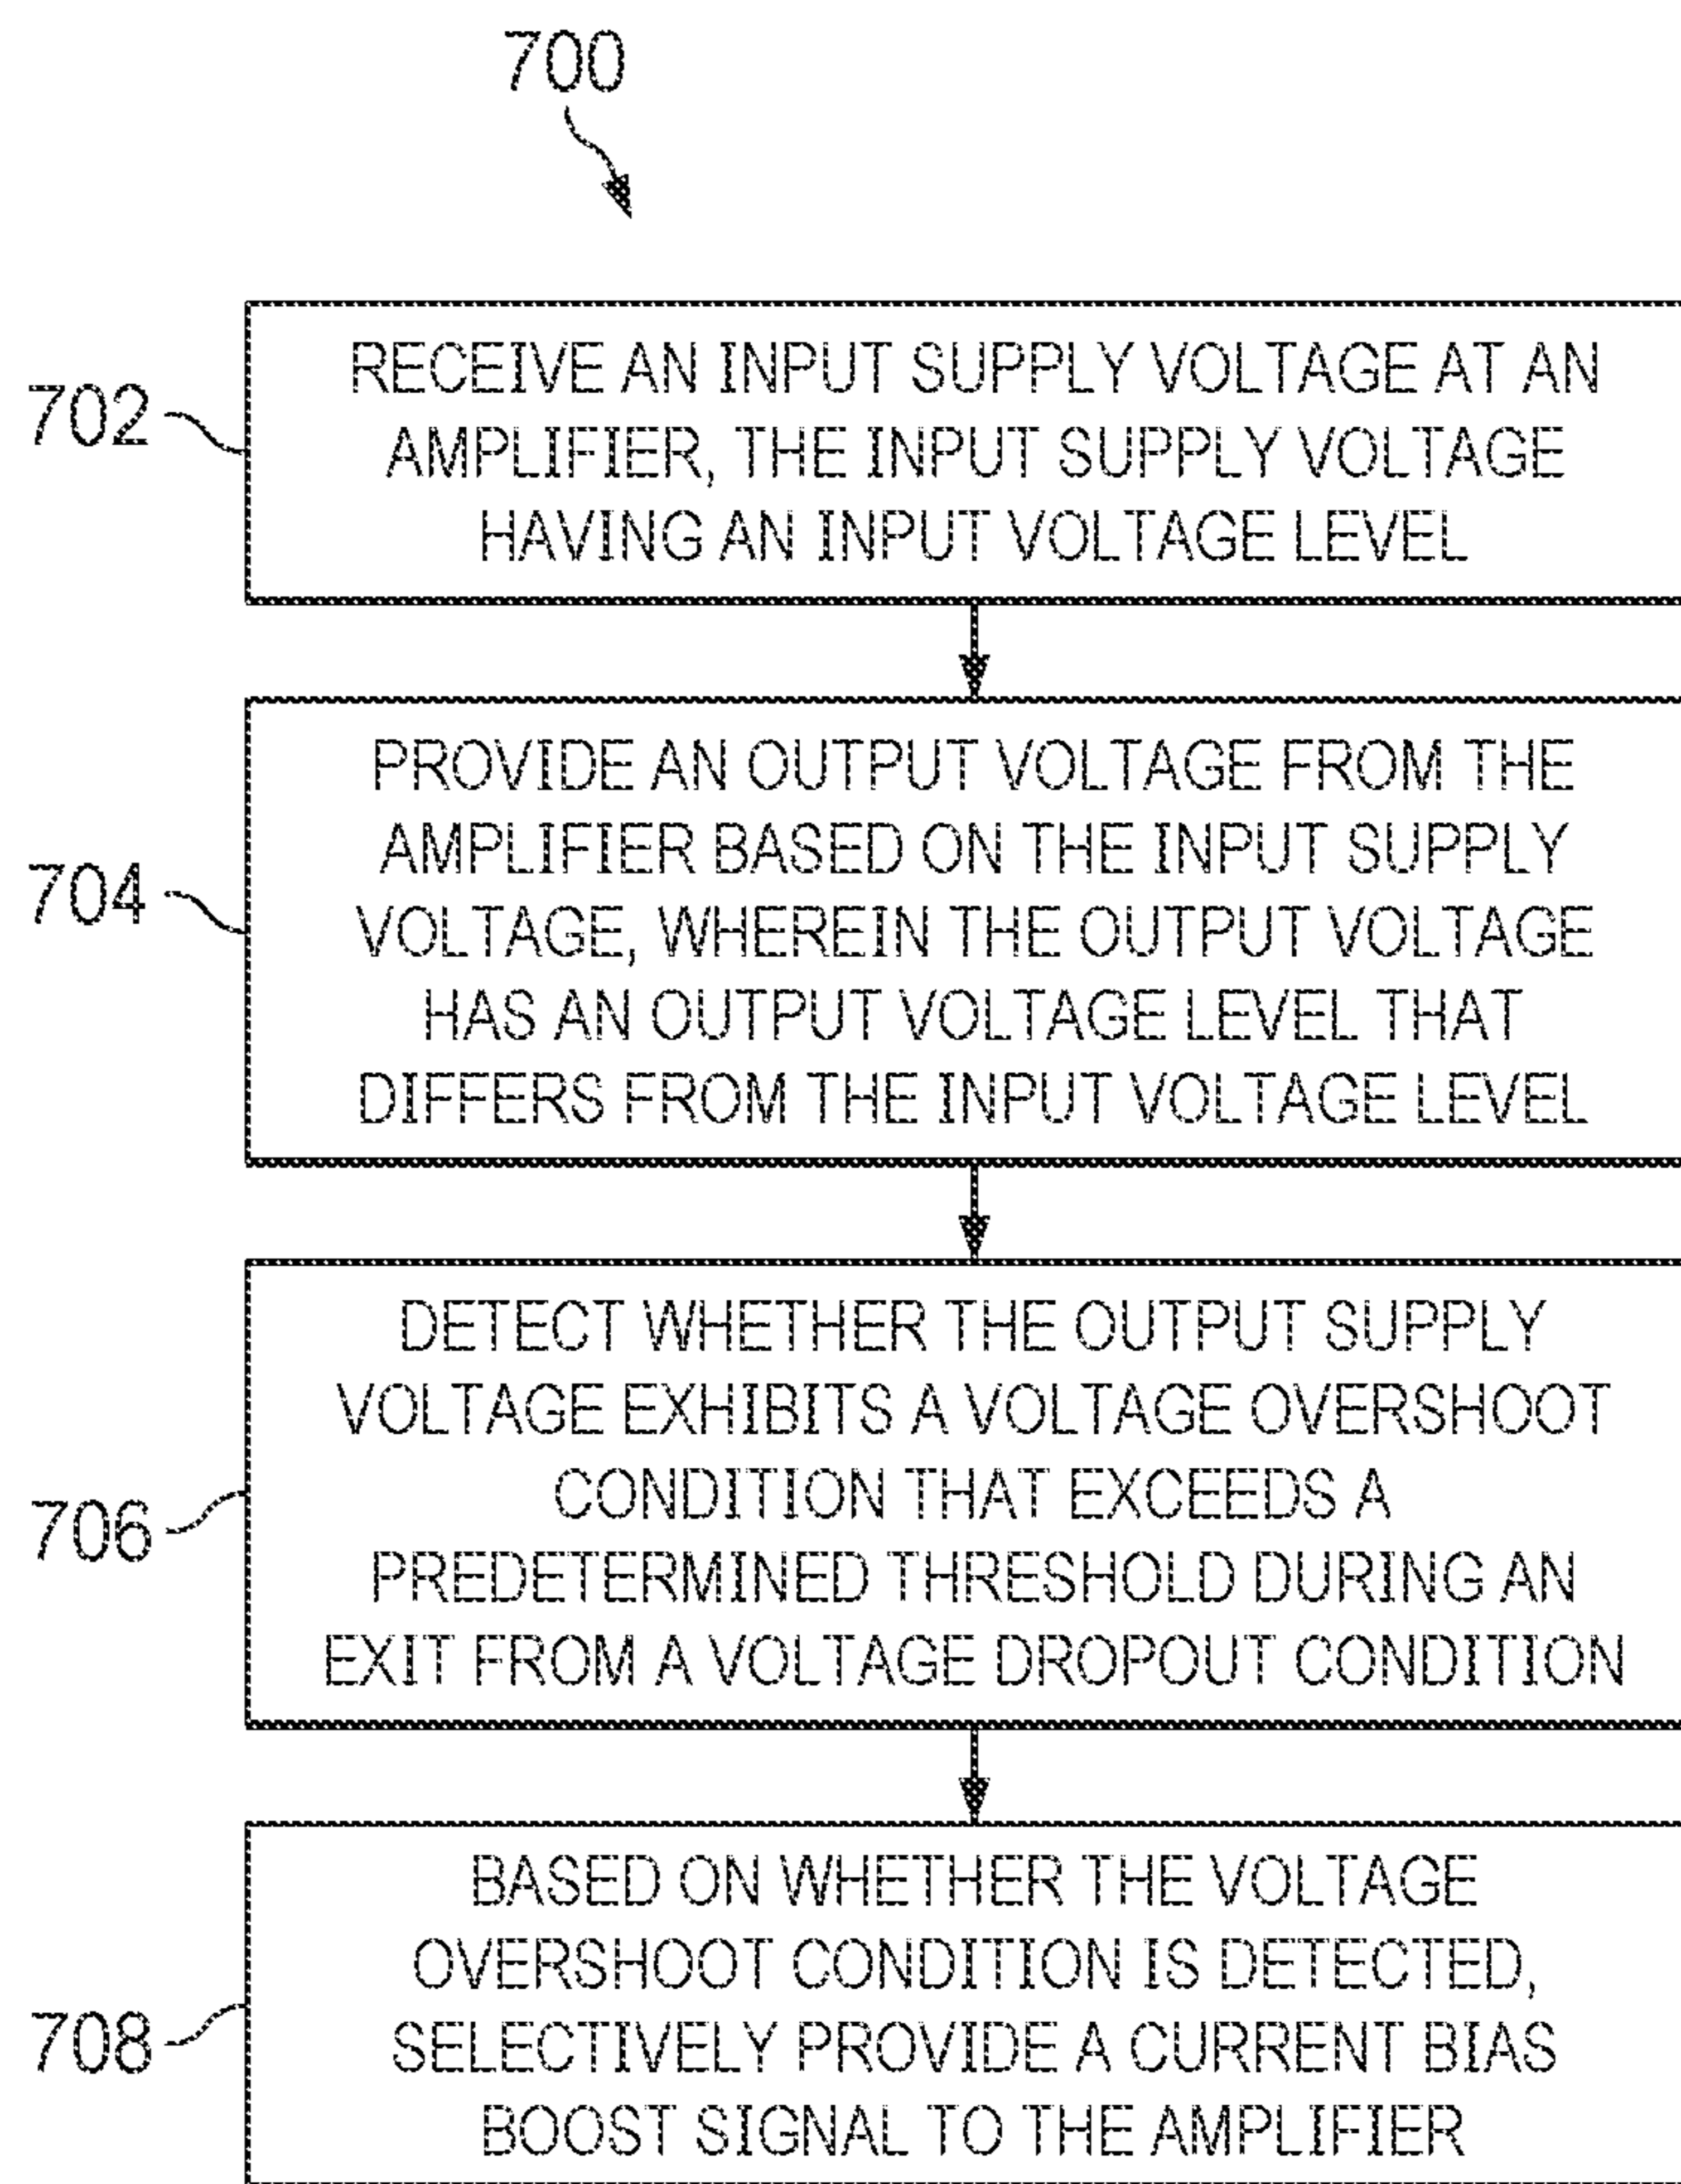 700
702
RECEIVE AN INPUT SUPPLY VOLTAGE AT AN
AMPLIFIER, THE INPUT SUPPLY VOLTAGE
HAVING AN INPUT VOLTAGE LEVEL
704
PROVIDE AN OUTPUT VOLTAGE FROM THE
AMPLIFIER BASED ON THE INPUT SUPPLY
VOLTAGE, WHEREIN THE OUTPUT VOLTAGE
HAS AN OUTPUT VOLTAGE LEVEL THAT
DIFFERS FROM THE INPUT VOLTAGE LEVEL
706
DETECT WHETHER THE OUTPUT SUPPLY
VOLTAGE EXHIBITS A VOLTAGE OVERSHOOT
CONDITION THAT EXCEEDS A
PREDETERMINED THRESHOLD DURING AN
EXIT FROM A VOLTAGE DROPOUT CONDITION
708
BASED ON WHETHER THE VOLTAGE
OVERSHOOT CONDITION IS DETECTED,
SELECTIVELY PROVIDE A CURRENT BIAS
BOOST SIGNAL TO THE AMPLIFIER